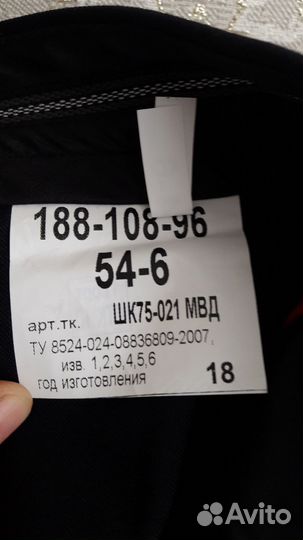 188-108-96
54-6
арт.тк. ШК75-021 МВД
ТУ 8524-024-08836809-2007,
изв. 1,2,3,4,5,6
год изготовления 18
Avito